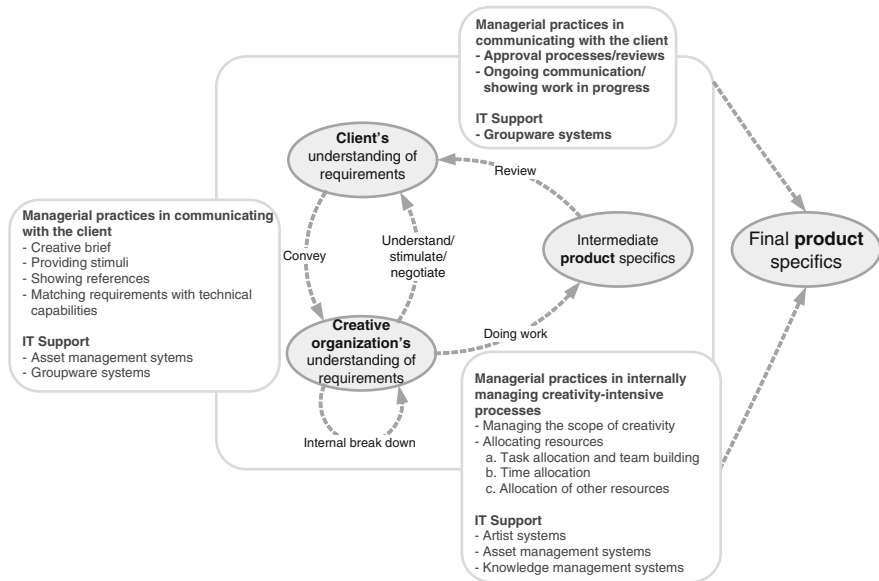 Managerial practices in
communicating with the client
- Approval processes/reviews
- Ongoing communication/
showing work in progress
IT Support
- Groupware systems
Client's
understanding of
requirements
Review
Managerial practices in communicating
with the client
- Creative brief
- Providing stimuli
- Showing references
- Matching requirements with technical
capabilities
IT Support
- Asset management sytems
- Groupware systems
Convey
Understand/
stimulate/
negotiate
Intermediate
product specifics
Final product
specifics
Creative
organization's
understanding of
requirements
Doing work
Internal break down
Managerial practices in internally
managing creativity-intensive
processes
- Managing the scope of creativity
- Allocating resources
a. Task allocation and team building
b. Time allocation
c. Allocation of other resources
IT Support
- Artist systems
- Asset management systems
- Knowledge management systems